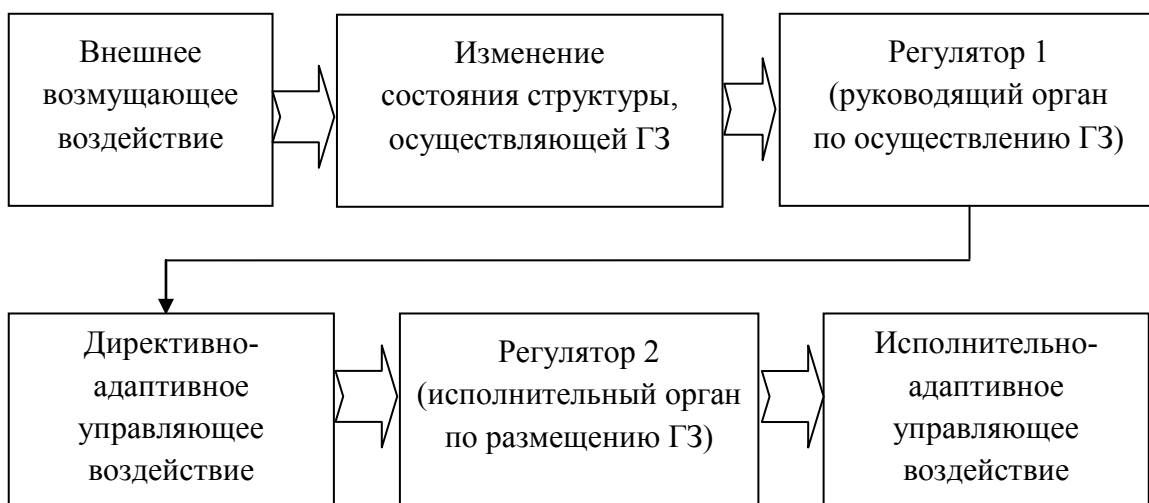 Внешнее
возмущающее
воздействие
Изменение
состояния структуры,
осуществляющей ГЗ
Регулятор 1
(руководящий орган
по осуществлению ГЗ)
Директивно-
адаптивное
управляющее
воздействие
Регулятор 2
(исполнительный орган
по размещению ГЗ)
Исполнительно-
адаптивное
управляющее
воздействие